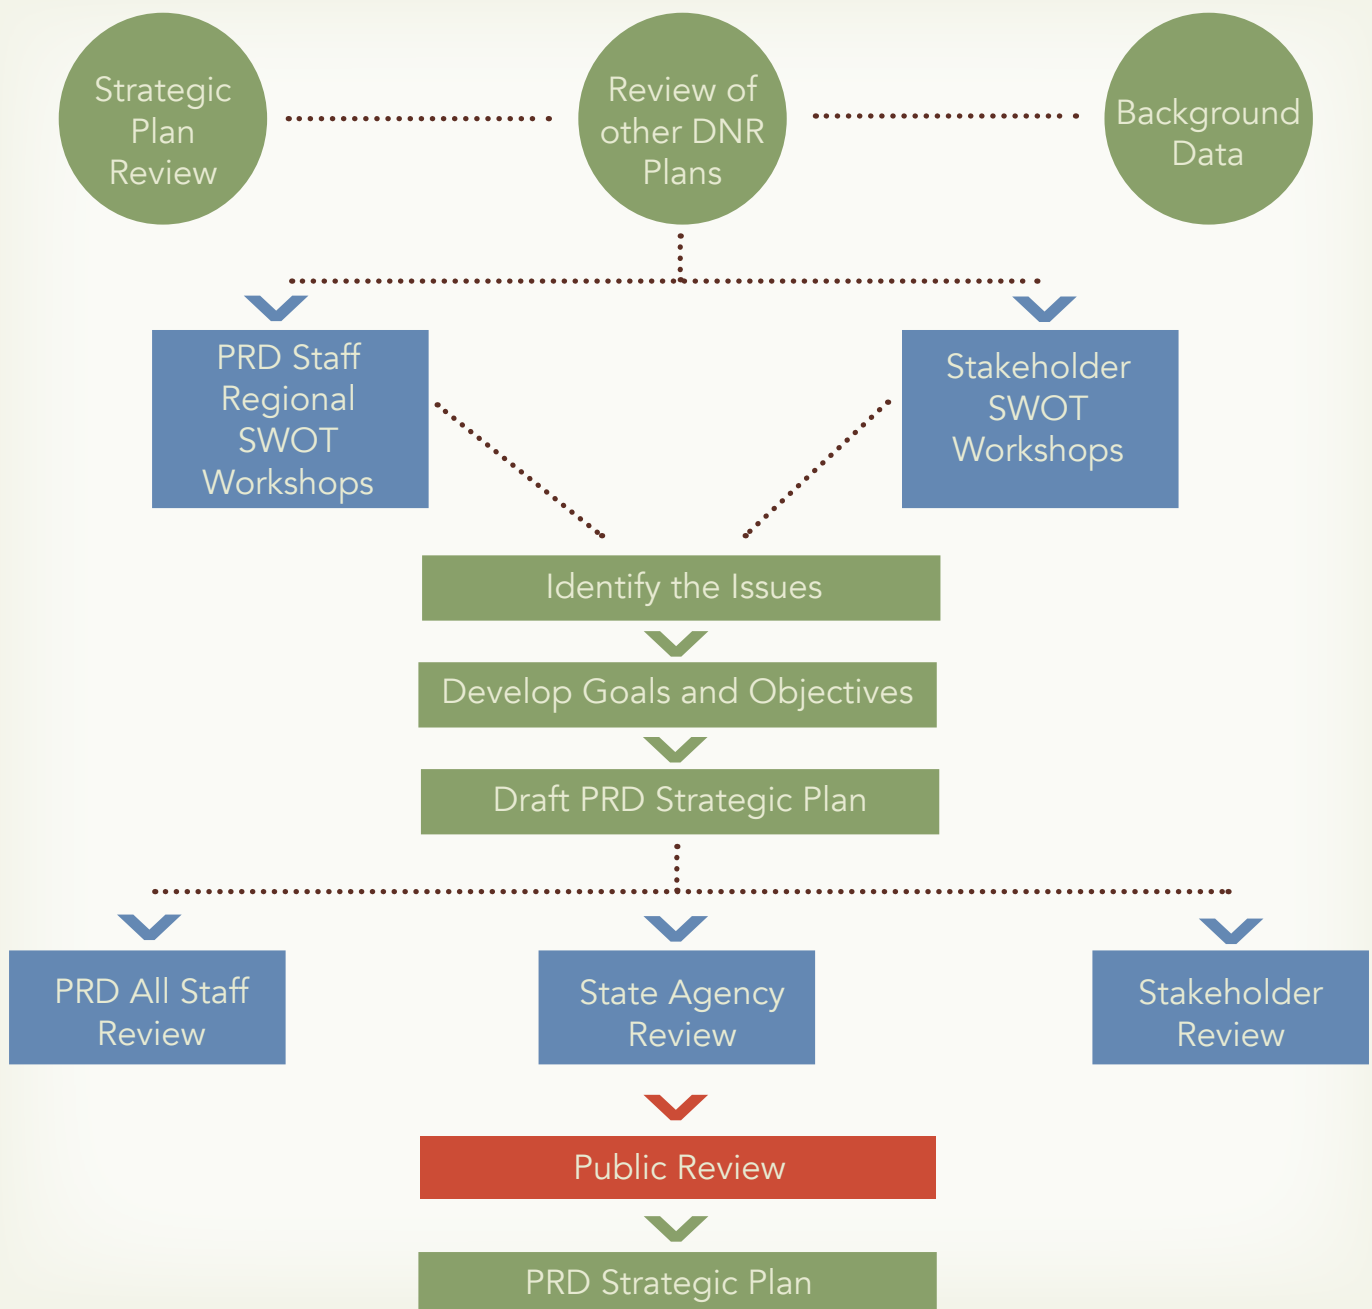 Strategic
Plan
Review
Review of
other DNR
Plans
Background
Data
PRD Staff
Regional
SWOT
Workshops
Stakeholder
SWOT
Workshops
Identify the Issues
Develop Goals and Objectives
Draft PRD Strategic Plan
PRD All Staff
Review
State Agency
Review
Stakeholder
Review
Public Review
PRD Strategic Plan